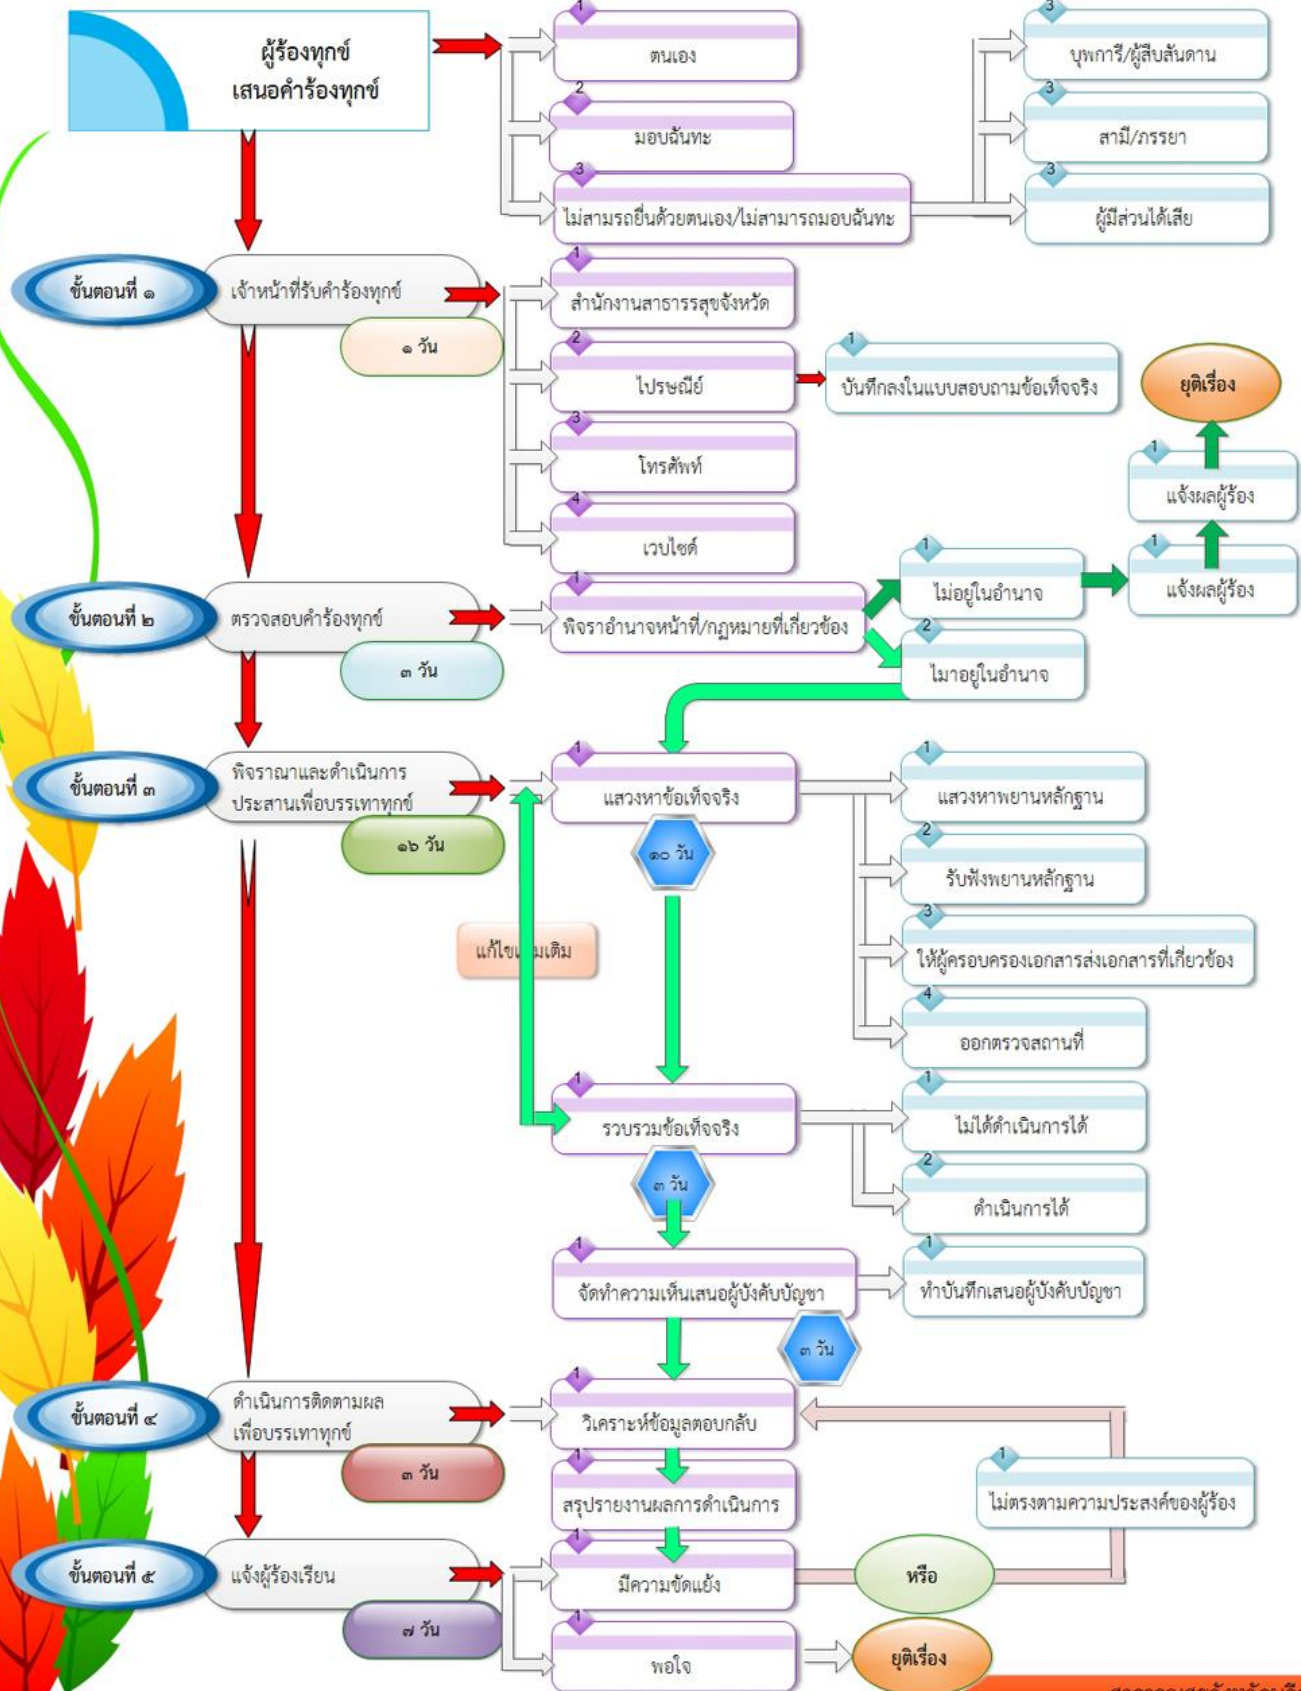 ผู้ร้องทุกข์
เสนอคำร้องทุกข์
1
ตนเอง
2
มอบฉันทะ
3
ไม่สามรถยื่นด้วยตนเอง/ไม่สามารถมอบฉันทะ
3
บุพการี/ผู้สืบสันดาน
3
สามี/ภรรยา
3
ผู้มีส่วนได้เสีย
ขั้นตอนที่ ๑
เจ้าหน้าที่รับคำร้องทุกข์
๑ วัน
1
สำนักงานสาธารรสุขจังหวัด
2
ไปรษณีย์
1
บันทึกลงในแบบสอบถามข้อเท็จจริง
3
โทรศัพท์
4
เวบไซด์
ยุติเรื่อง
1
แจ้งผลผู้ร้อง
1
แจ้งผลผู้ร้อง
ขั้นตอนที่ ๒
ตรวจสอบคำร้องทุกข์
๓ วัน
1
พิจราอำนาจหน้าที่/กฎหมายที่เกี่ยวข้อง
1
ไม่อยู่ในอำนาจ
2
ไมาอยู่ในอำนาจ
ขั้นตอนที่ ๓
พิจราณาและดำเนินการ
ประสานเพื่อบรรเทาทุกข์
๑๖ วัน
1
แสวงหาข้อเท็จจริง
๑๐ วัน
1
แสวงหาพยานหลักฐาน
2
รับฟังพยานหลักฐาน
3
ให้ผู้ครอบครองเอกสารส่งเอกสารที่เกี่ยวข้อง
4
ออกตรวจสถานที่
1
รวบรวมข้อเท็จจริง
๓ วัน
1
ไม่ได้ดำเนินการได้
2
ดำเนินการได้
1
จัดทำความเห็นเสนอผู้บังคับบัญชา
๓ วัน
1
ทำบันทึกเสนอผู้บังคับบัญชา
ขั้นตอนที่ ๔
ดำเนินการติดตามผล
เพื่อบรรเทาทุกข์
๓ วัน
1
วิเคราะห์ข้อมูลตอบกลับ
1
สรุปรายงานผลการดำเนินการ
1
ไม่ตรงตามความประสงค์ของผู้ร้อง
ขั้นตอนที่ ๕
แจ้งผู้ร้องเรียน
๗ วัน
1
มีความขัดแย้ง
หรือ
1
พอใจ
ยุติเรื่อง